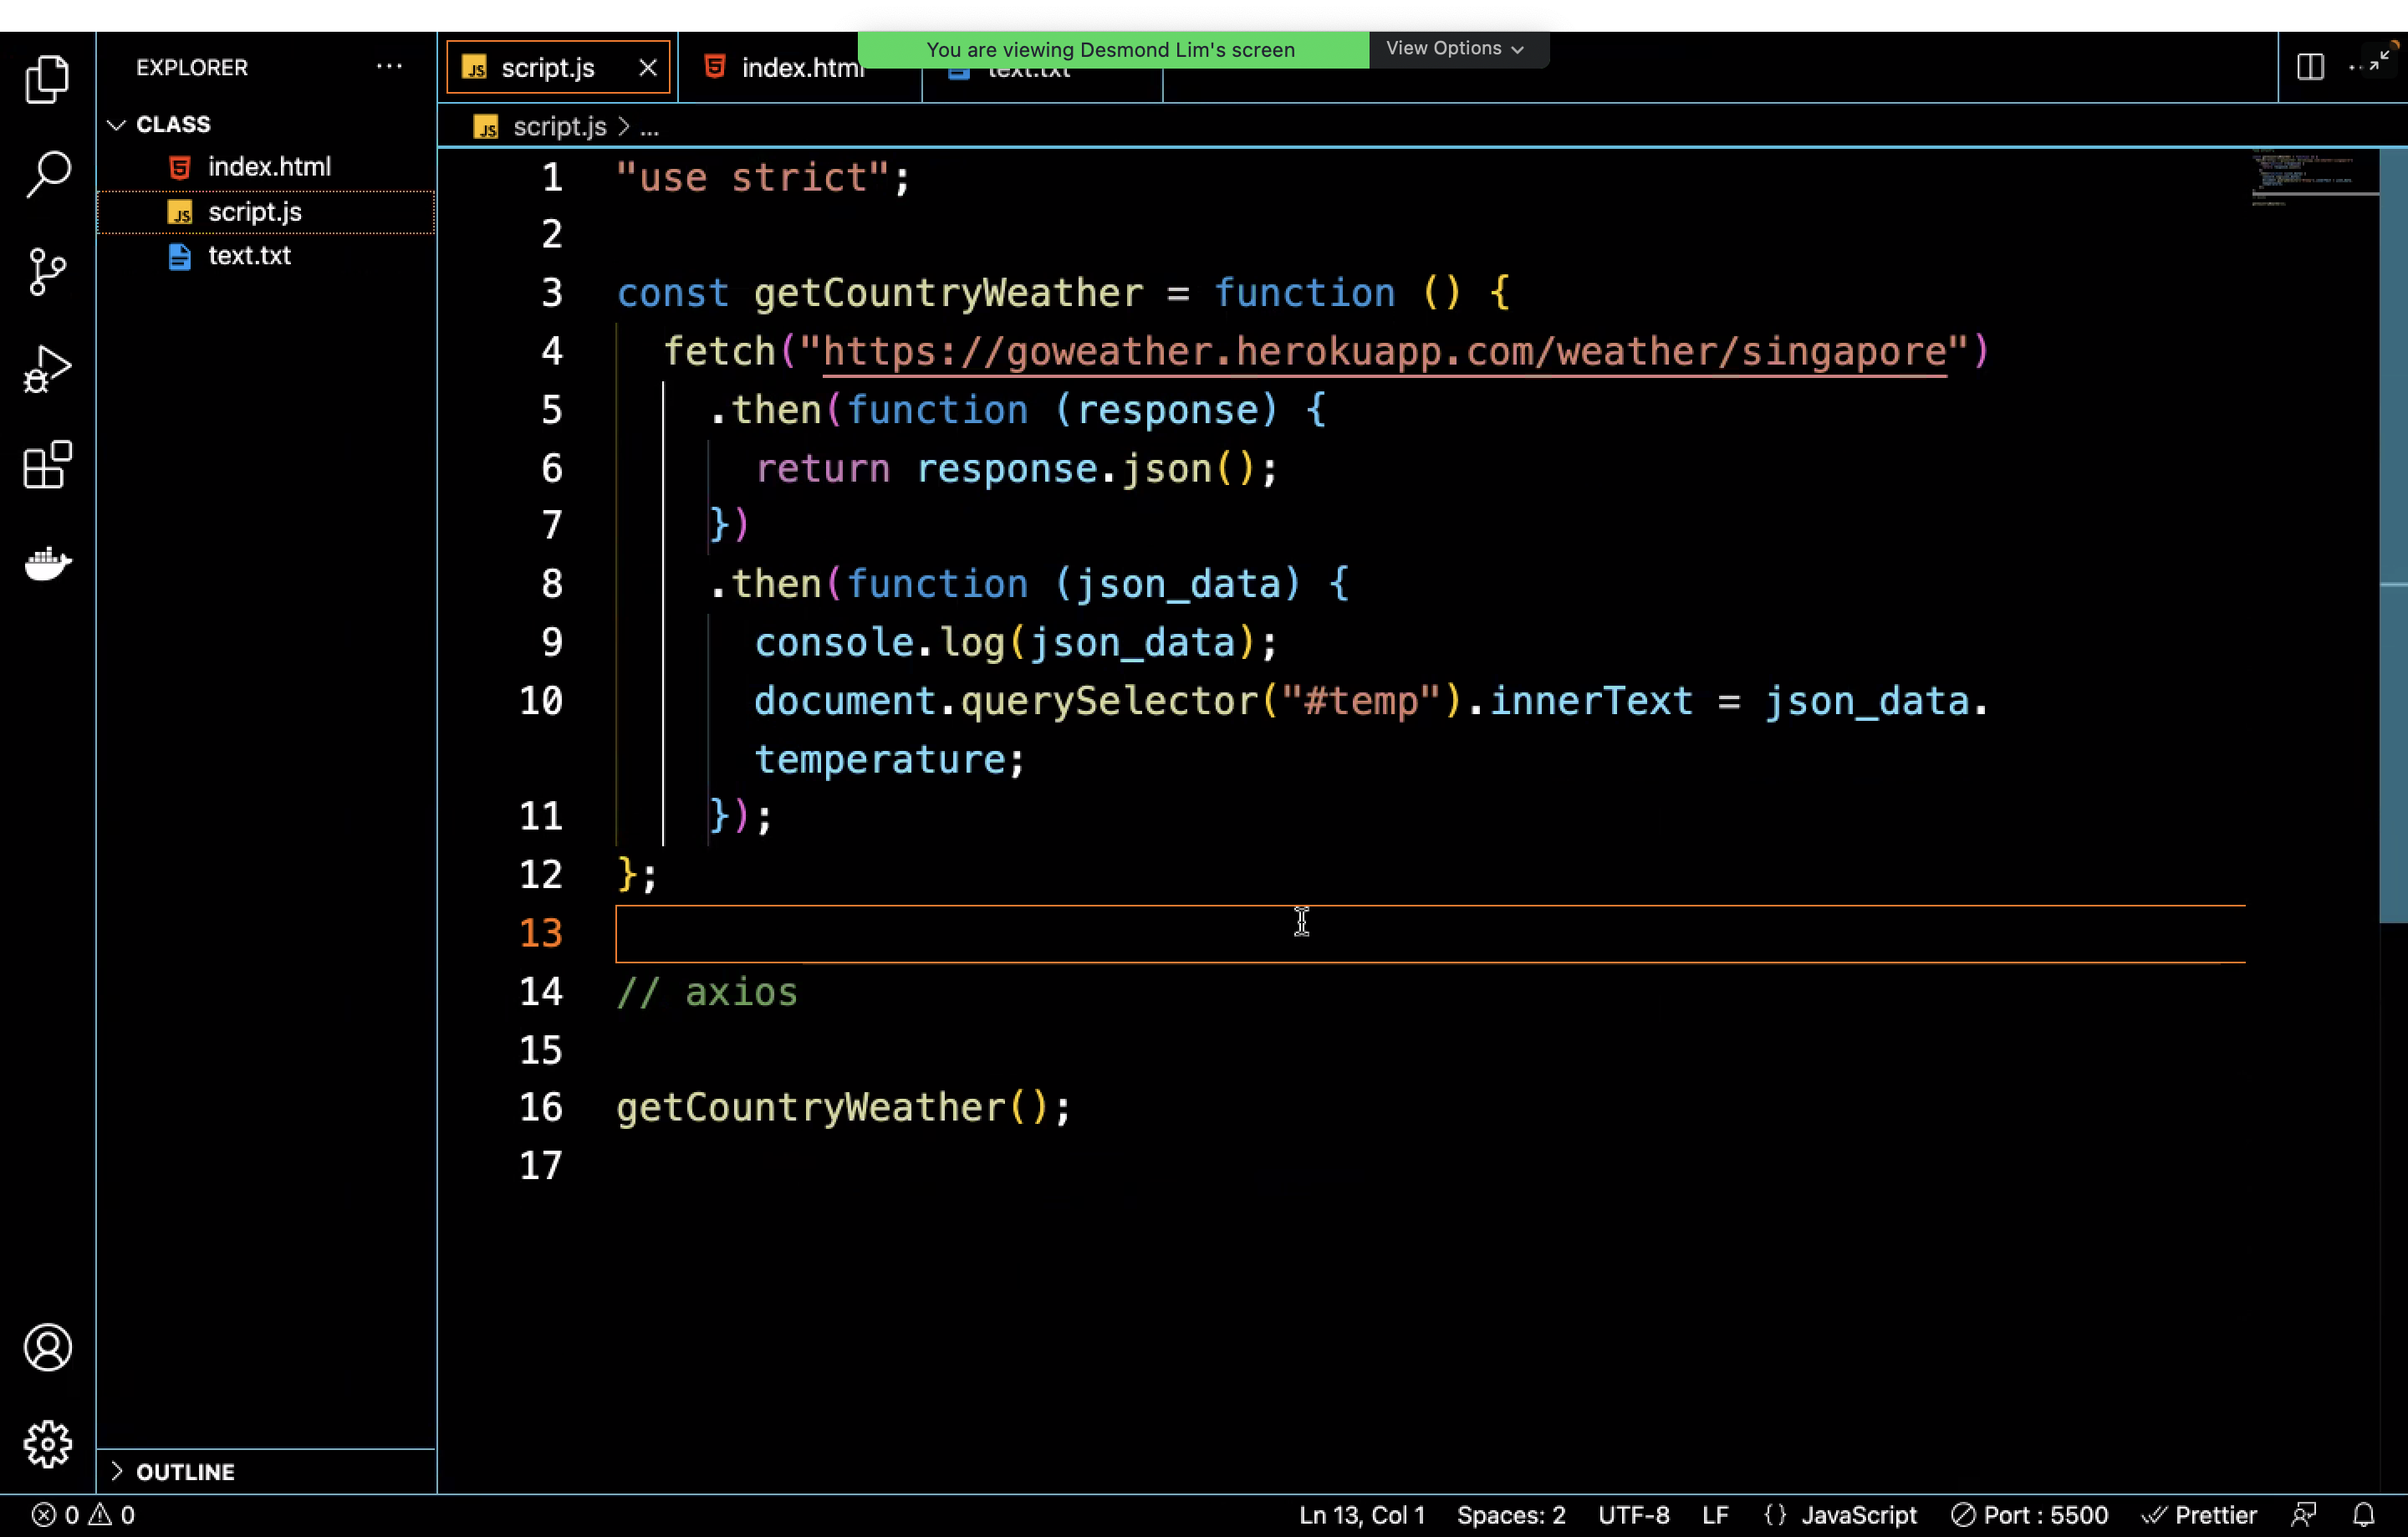 You are viewing Desmond Lim's screen
View Options
EXPLORER
CLASS
index.html
script.js
text.txt
OUTLINE
script.js
index.html
text.txt
script.js > ...
1 "use strict";
2
3 const getCountryWeather = function () {
4 fetch("https://goweather.herokuapp.com/weather/singapore")
5 .then(function (response) {
6 return response.json();
7 })
8 .then(function (json_data) {
9 console.log(json_data);
10 document.querySelector("#temp").innerText = json_data.
temperature;
11 });
12 };
13
14 // axios
15
16 getCountryWeather();
17
0 0
Ln 13, Col 1 Spaces: 2 UTF-8 LF {} JavaScript Port : 5500 Prettier